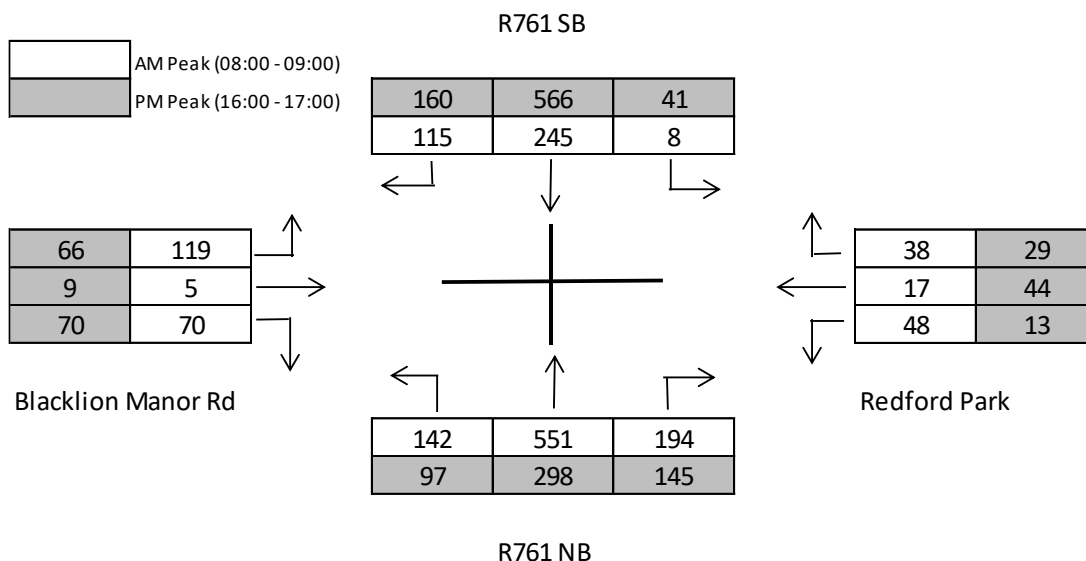 R761 SB
AM Peak (08:00 - 09:00)
PM Peak (16:00 - 17:00)
160 566 41
115 245 8
66 119
9 5
70 70
38 29
17 44
48 13
Blacklion Manor Rd
Redford Park
142 551 194
97 298 145
R761 NB